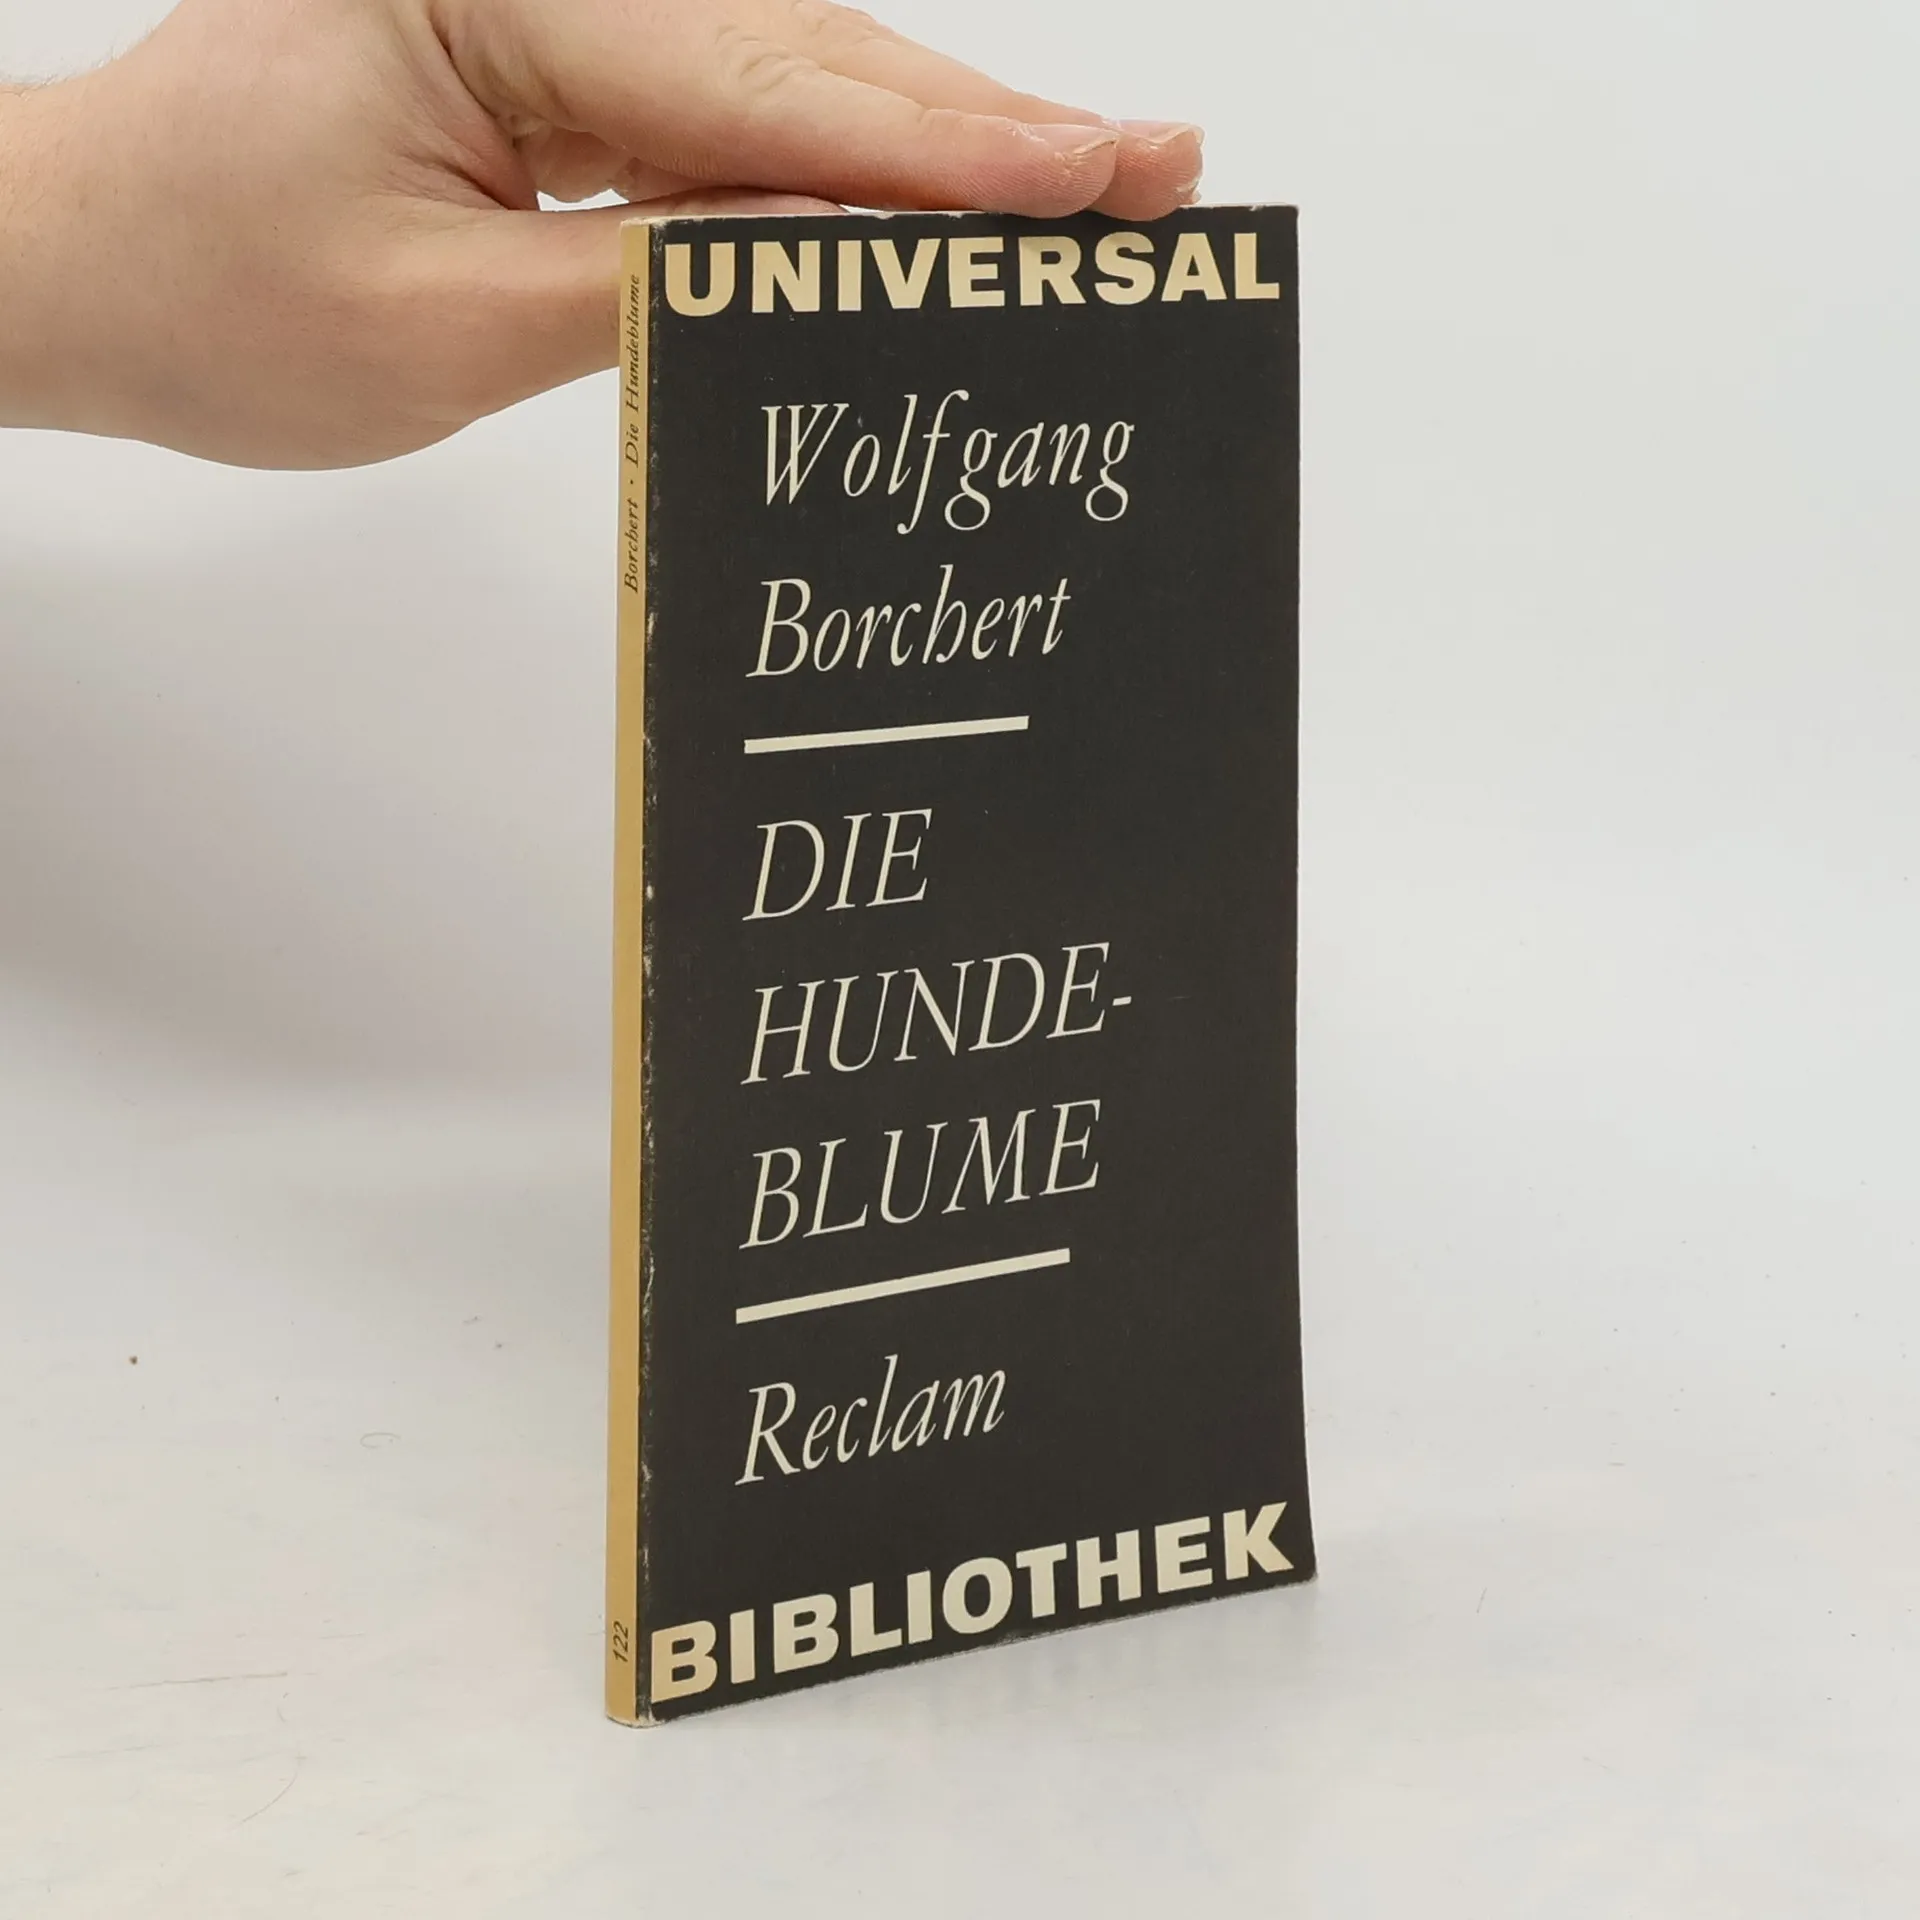 UNIVERSAL
Wolfgang
Borchert
DIE
HUNDE-
BLUME
Reclam
BIBLIOTHEK
Borchert · Die Hundeblume
122